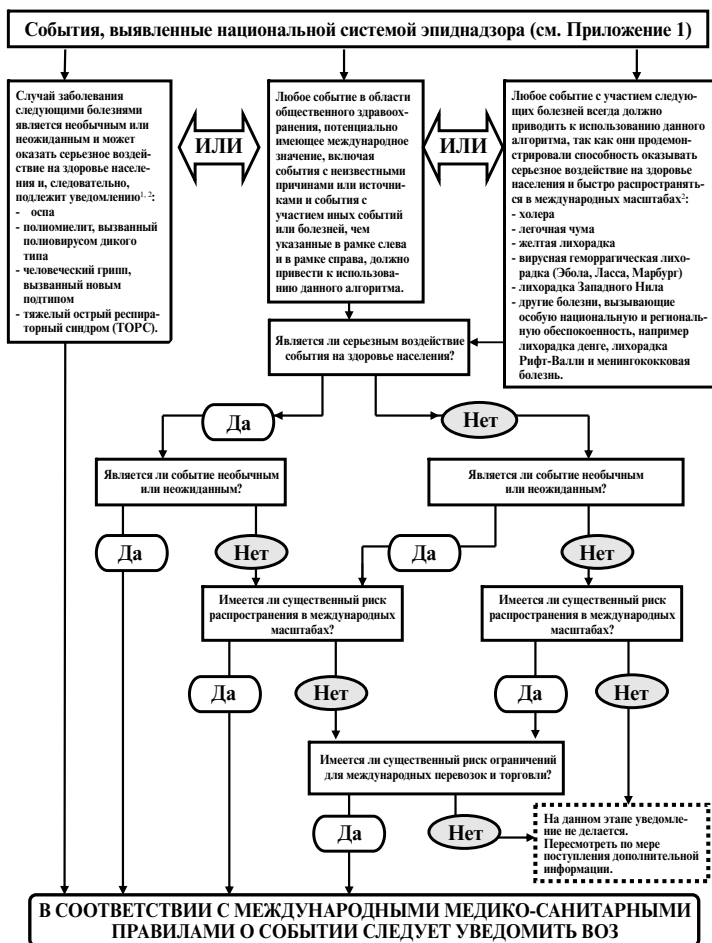 События, выявленные национальной системой эпиднадзора (см. Приложение 1)
Случай заболевания
следующими болезнями
является необычным или
неожиданным и может
оказать серьезное воздей-
ствие на здоровье населе-
ния и, следовательно,
подлежит уведомлению1, 2:
- оспа
- полиомиелит, вызванный
полиовирусом дикого
типа
- человеческий грипп,
вызванный новым
подтипом
- тяжелый острый респира-
торный синдром (ТОРС).
ИЛИ
Любое событие в области
общественного здравоох-
ранения, потенциально
имеющее международное
значение, включая
события с неизвестными
причинами или источни-
ками и события с
участием иных событий
или болезней, чем
указанные в рамке слева
и в рамке справа, должно
привести к использова-
нию данного алгоритма.
ИЛИ
Любое событие с участием следую-
щих болезней всегда должно
приводить к использованию данного
алгоритма, так как они продемонст-
рировали способность оказывать
серьезное воздействие на здоровье
населения и быстро распространять-
ся в международных масштабах2:
- холера
- легочная чума
- желтая лихорадка
- вирусная геморрагическая лихо-
радка (Эбола, Ласса, Марбург)
- лихорадка Западного Нила
- другие болезни, вызывающие
особую национальную и региональ-
ную обеспокоенность, например
лихорадка денге, лихорадка
Рифт-Валли и менингококковая
болезнь.
Является ли серьезным воздействие
события на здоровье населения?
Да
Нет
Является ли событие необычным
или неожиданным?
Является ли событие необычным
или неожиданным?
Да
Нет
Да
Нет
Имеется ли существенный риск
распространения в международных
масштабах?
Имеется ли существенный риск
распространения в международных
масштабах?
Да
Нет
Да
Нет
Имеется ли существенный риск ограничений
для международных перевозок и торговли?
Да
Нет
На данном этапе уведомле-
ние не делается.
Пересмотреть по мере
поступления дополнительной
информации.
В СООТВЕТСТВИИ С МЕЖДУНАРОДНЫМИ МЕДИКО-САНИТАРНЫМИ
ПРАВИЛАМИ О СОБЫТИИ СЛЕДУЕТ УВЕДОМИТЬ ВОЗ